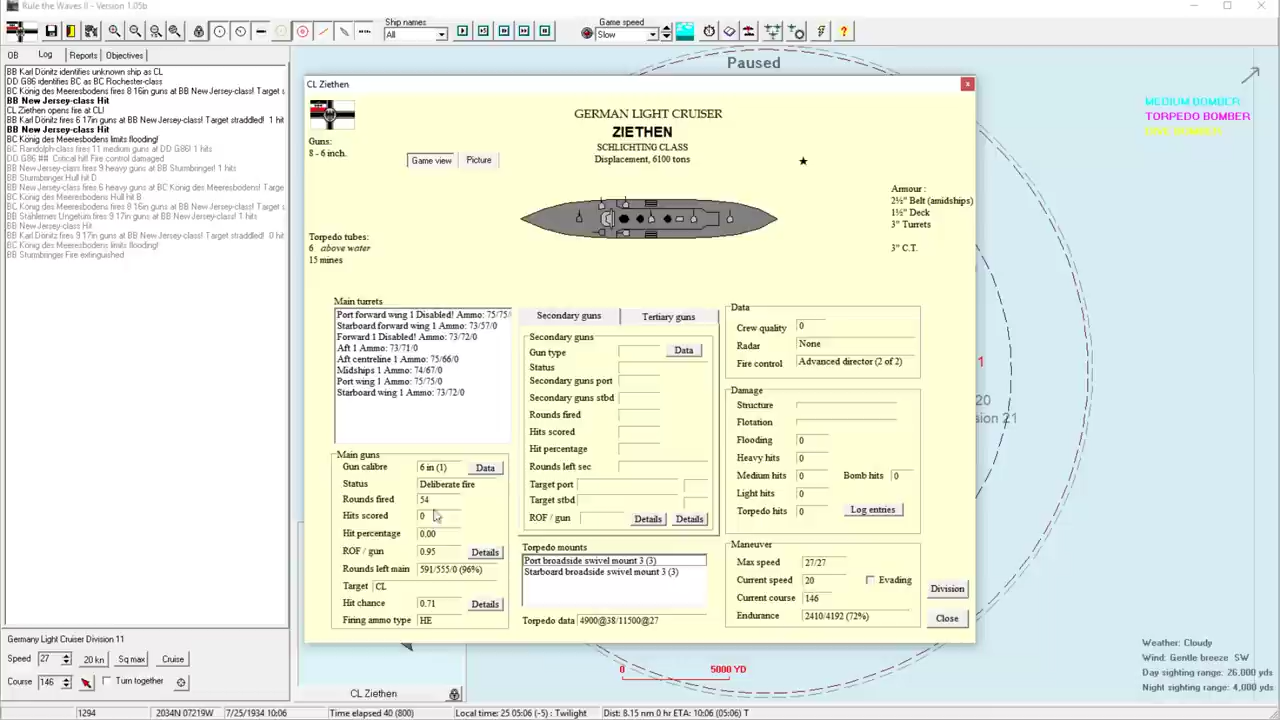 Rule the Waves II - Version 1.05b
Ship names
All
Game speed
Slow
OB Log Reports Objectives
BB Karl Dönitz identifies unknown ship as CL
DD G86 identifies BC as BC Rochester-class
BC König des Meeresbodens fires 8 16in guns at BB New Jersey-class! Target s
BB New Jersey-class Hit
CL Ziethen opens fire at CL!
BB Karl Dönitz fires 6 17in guns at BB New Jersey-class! Target straddled! 1 hit
BB New Jersey-class Hit
BC König des Meeresbodens limits flooding!
BC Randolph-class fires 11 medium guns at DD G86! 1 hits
DD G86 ## Critical hit! Fire control damaged
BB New Jersey-class fires 9 heavy guns at BB Sturmbringer! 1 hits
BB Sturmbringer Hull hit D
BB New Jersey-class fires 6 heavy guns at BC König des Meeresbodens! Target
BC König des Meeresbodens Hull hit B
BC König des Meeresbodens fires 8 16in guns at BB New Jersey-class! Target s
BB Stahlernes Ungetum fires 9 17in guns at BB New Jersey-class! 1 hits
BB New Jersey-class Hit
BB Karl Dönitz fires 9 17in guns at BB New Jersey-class! Target straddled! 0 hit
BC König des Meeresbodens limits flooding!
BB Sturmbringer Fire extinguished
Germany Light Cruiser Division 11
Speed 27 20 kn Sq max Cruise
Course 146 Turn together
Paused
MEDIUM BOMBER
TORPEDO BOMBER
DIVE BOMBER
CL Ziethen
x
GERMAN LIGHT CRUISER
ZIETHEN
SCHLICHTING CLASS
Displacement, 6100 tons
Guns:
8 - 6 inch.
Game view Picture
Torpedo tubes:
6 above water
15 mines
Armour :
2½" Belt (amidships)
1½" Deck
3" Turrets
3" C.T.
Main turrets
Port forward wing 1 Disabled! Ammo: 75/75/
Starboard forward wing 1 Ammo: 73/57/0
Forward 1 Disabled! Ammo: 73/72/0
Aft 1 Ammo: 73/71/0
Aft centreline 1 Ammo: 75/66/0
Midships 1 Ammo: 74/67/0
Port wing 1 Ammo: 75/75/0
Starboard wing 1 Ammo: 73/72/0
Main guns
Gun calibre 6 in (1) Data
Status Deliberate fire
Rounds fired 54
Hits scored 0
Hit percentage 0.00
ROF / gun 0.95 Details
Rounds left main 591/555/0 (96%)
Target CL
Hit chance 0.71 Details
Firing ammo type HE
Secondary guns Tertiary guns
Secondary guns
Gun type Data
Status
Secondary guns port
Secondary guns stbd
Rounds fired
Hits scored
Hit percentage
Rounds left sec
Target port
Target stbd
ROF / gun Details Details
Torpedo mounts
Port broadside swivel mount 3 (3)
Starboard broadside swivel mount 3 (3)
Torpedo data 4900@38/11500@27
Data
Crew quality 0
Radar None
Fire control Advanced director (2 of 2)
Damage
Structure
Flotation
Flooding 0
Heavy hits 0
Medium hits 0 Bomb hits 0
Light hits 0
Torpedo hits 0 Log entries
Maneuver
Max speed 27/27
Current speed 20 Evading
Current course 146
Endurance 2410/4192 (72%)
Division
Close
1
20
sion 21
0 5000 YD
Weather: Cloudy
Wind: Gentle breeze SW
Day sighting range: 26,000 yds
Night sighting range: 4,000 yds
CL Ziethen
1294 2034N 07219W 7/25/1934 10:06 Time elapsed 40 (800) Local time: 25 05:06 (-5) : Twilight Dist: 8.15 nm 0 hr ETA: 10:06 (05:06) T